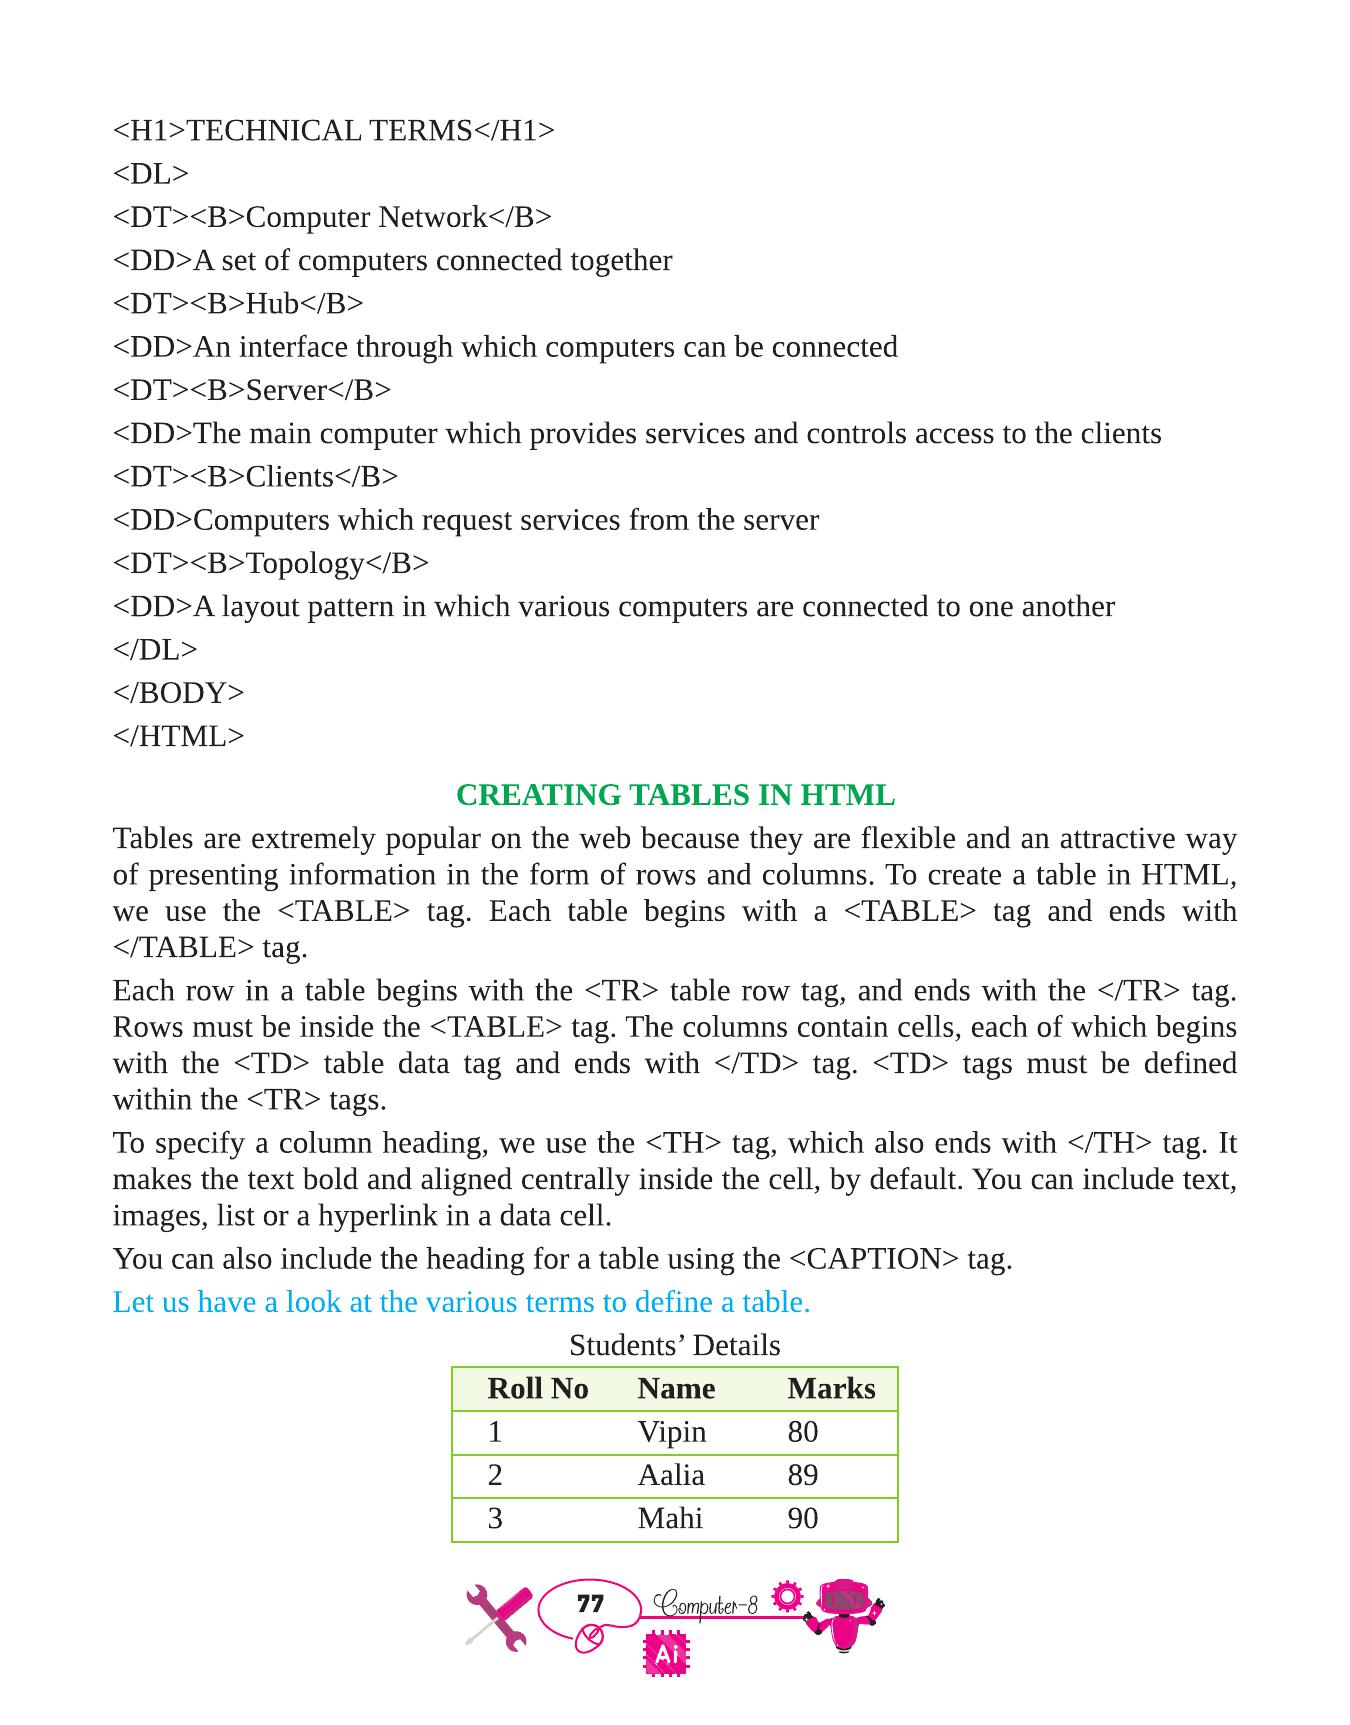 <H1>TECHNICAL TERMS</H1>
<DL>
<DT><B>Computer Network</B>
<DD>A set of computers connected together
<DT><B>Hub</B>
<DD>An interface through which computers can be connected
<DT><B>Server</B>
<DD>The main computer which provides services and controls access to the clients
<DT><B>Clients</B>
<DD>Computers which request services from the server
<DT><B>Topology</B>
<DD>A layout pattern in which various computers are connected to one another
</DL>
</BODY>
</HTML>
CREATING TABLES IN HTML
Tables are extremely popular on the web because they are flexible and an attractive way
of presenting information in the form of rows and columns. To create a table in HTML,
we use the <TABLE> tag. Each table begins with a <TABLE> tag and ends with
</TABLE> tag.
Each row in a table begins with the <TR> table row tag, and ends with the </TR> tag.
Rows must be inside the <TABLE> tag. The columns contain cells, each of which begins
with the <TD> table data tag and ends with </TD> tag. <TD> tags must be defined
within the <TR> tags.
To specify a column heading, we use the <TH> tag, which also ends with </TH> tag. It
makes the text bold and aligned centrally inside the cell, by default. You can include text,
images, list or a hyperlink in a data cell.
You can also include the heading for a table using the <CAPTION> tag.
Let us have a look at the various terms to define a table.
Students’ Details
Roll No Name Marks
1 Vipin 80
2 Aalia 89
3 Mahi 90
77 Computer-8
Ai